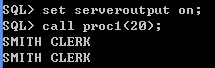 SQL> set serveroutput on;
SQL> call proc1(20);
SMITH CLERK
SMITH CLERK